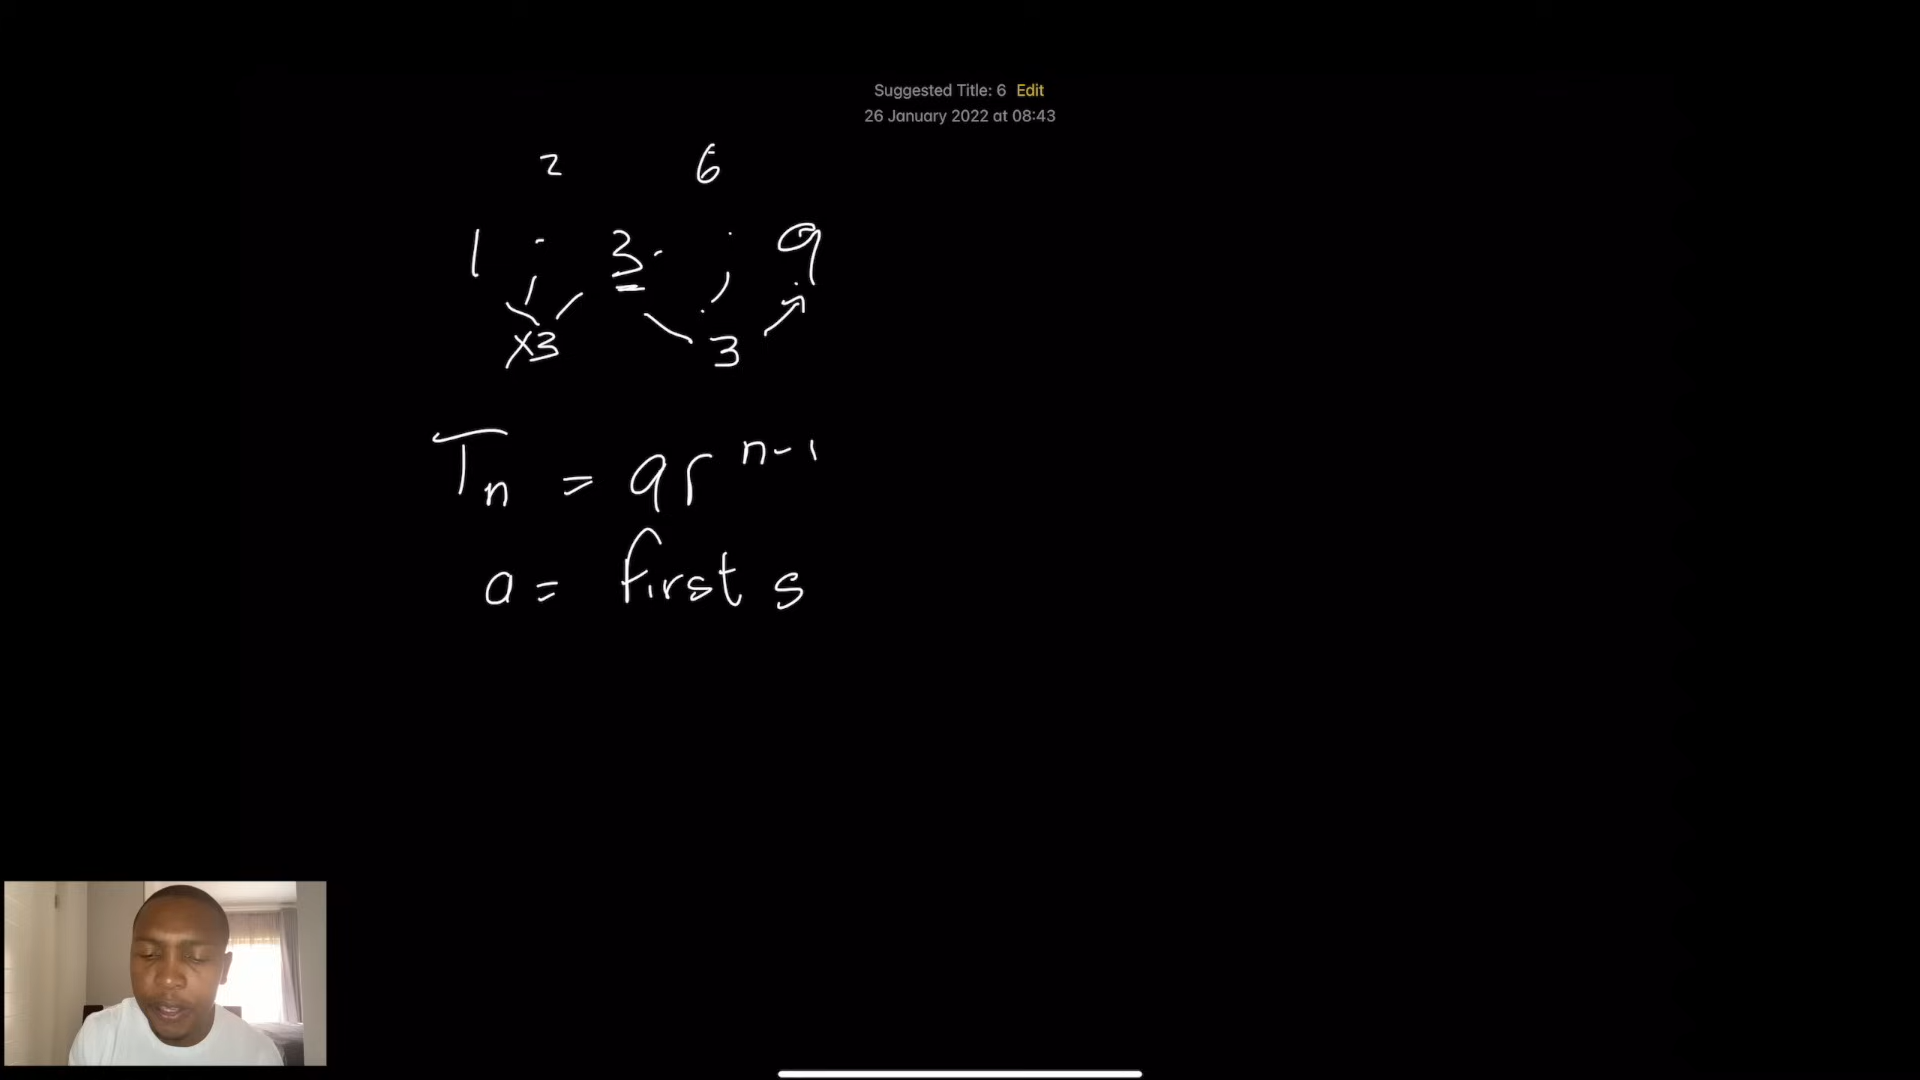 Suggested Title: 6 Edit
26 January 2022 at 08:43
2 6
1 ; 3 ; 9
×3 3
Tn = ar^n-1
a = first s